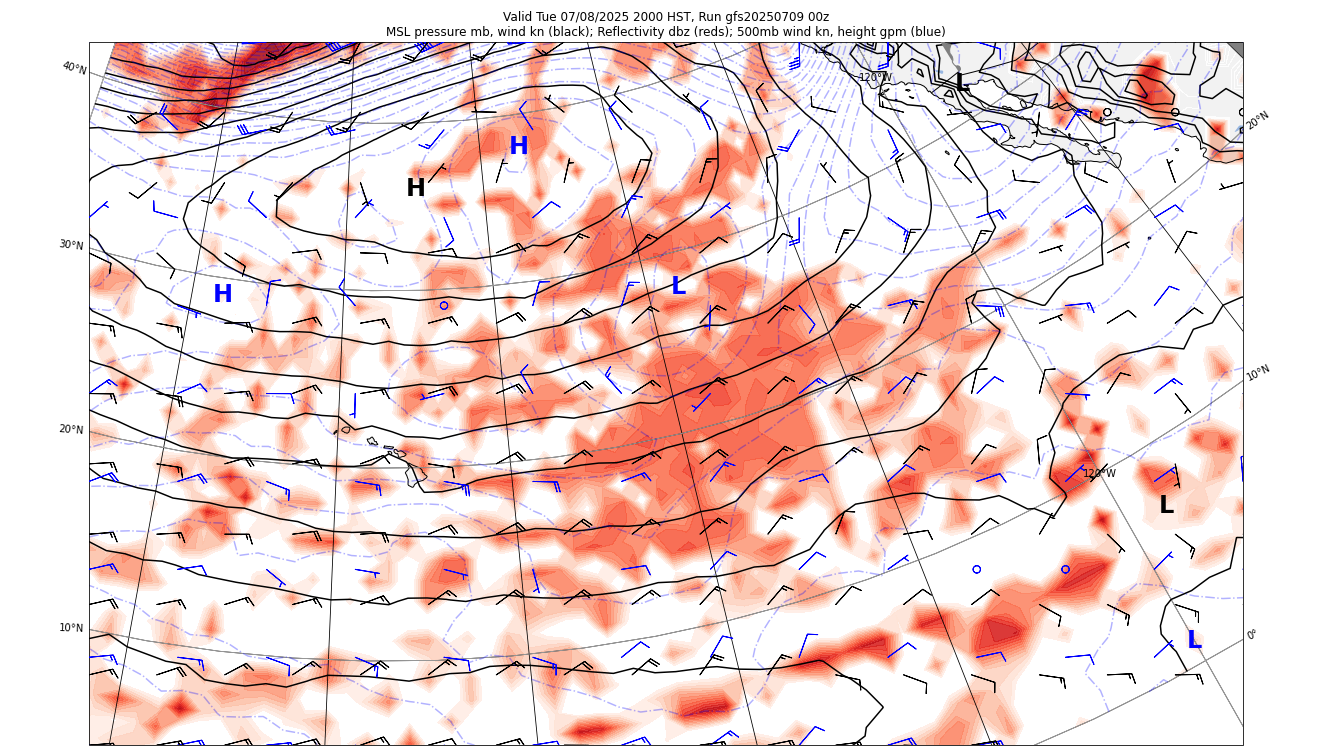 Valid Tue 07/08/2025 2000 HST, Run gfs20250709 00z
MSL pressure mb, wind kn (black); Reflectivity dbz (reds); 500mb wind kn, height gpm (blue)
40°N
120°W
L
20°N
H
H
30°N
H
L
10°N
20°N
120°W
L
10°N
0°
L